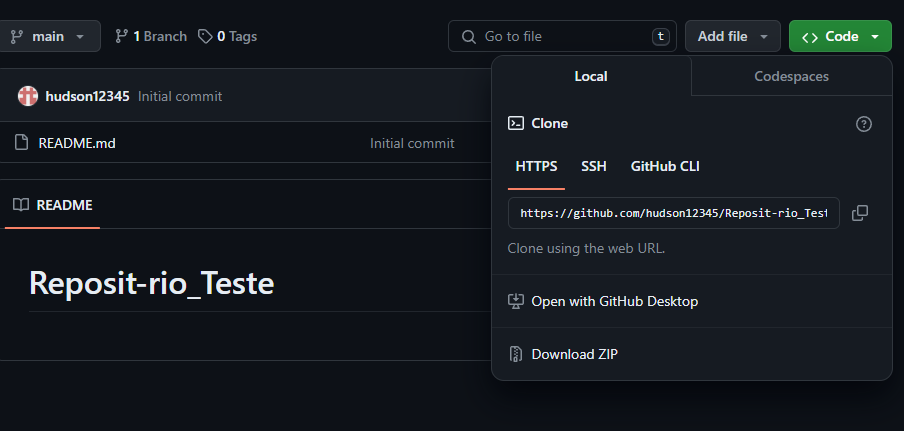 main 1 Branch 0 Tags Go to file t Add file Code
hudson12345 Initial commit
README.md Initial commit
README
Reposit-rio_Teste
Local Codespaces
Clone
HTTPS SSH GitHub CLI
https://github.com/hudson12345/Reposit-rio_Test
Clone using the web URL.
Open with GitHub Desktop
Download ZIP